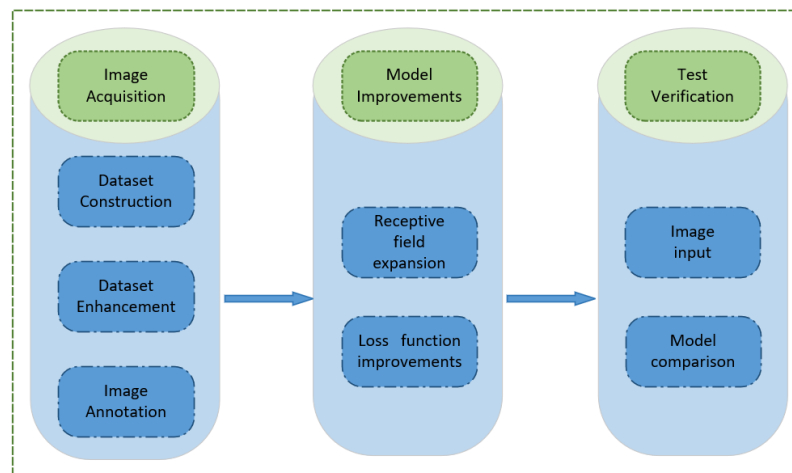 Image
Acquisition
Dataset
Construction
Dataset
Enhancement
Image
Annotation
Model
Improvements
Receptive
field
expansion
Loss function
improvements
Test
Verification
Image
input
Model
comparison